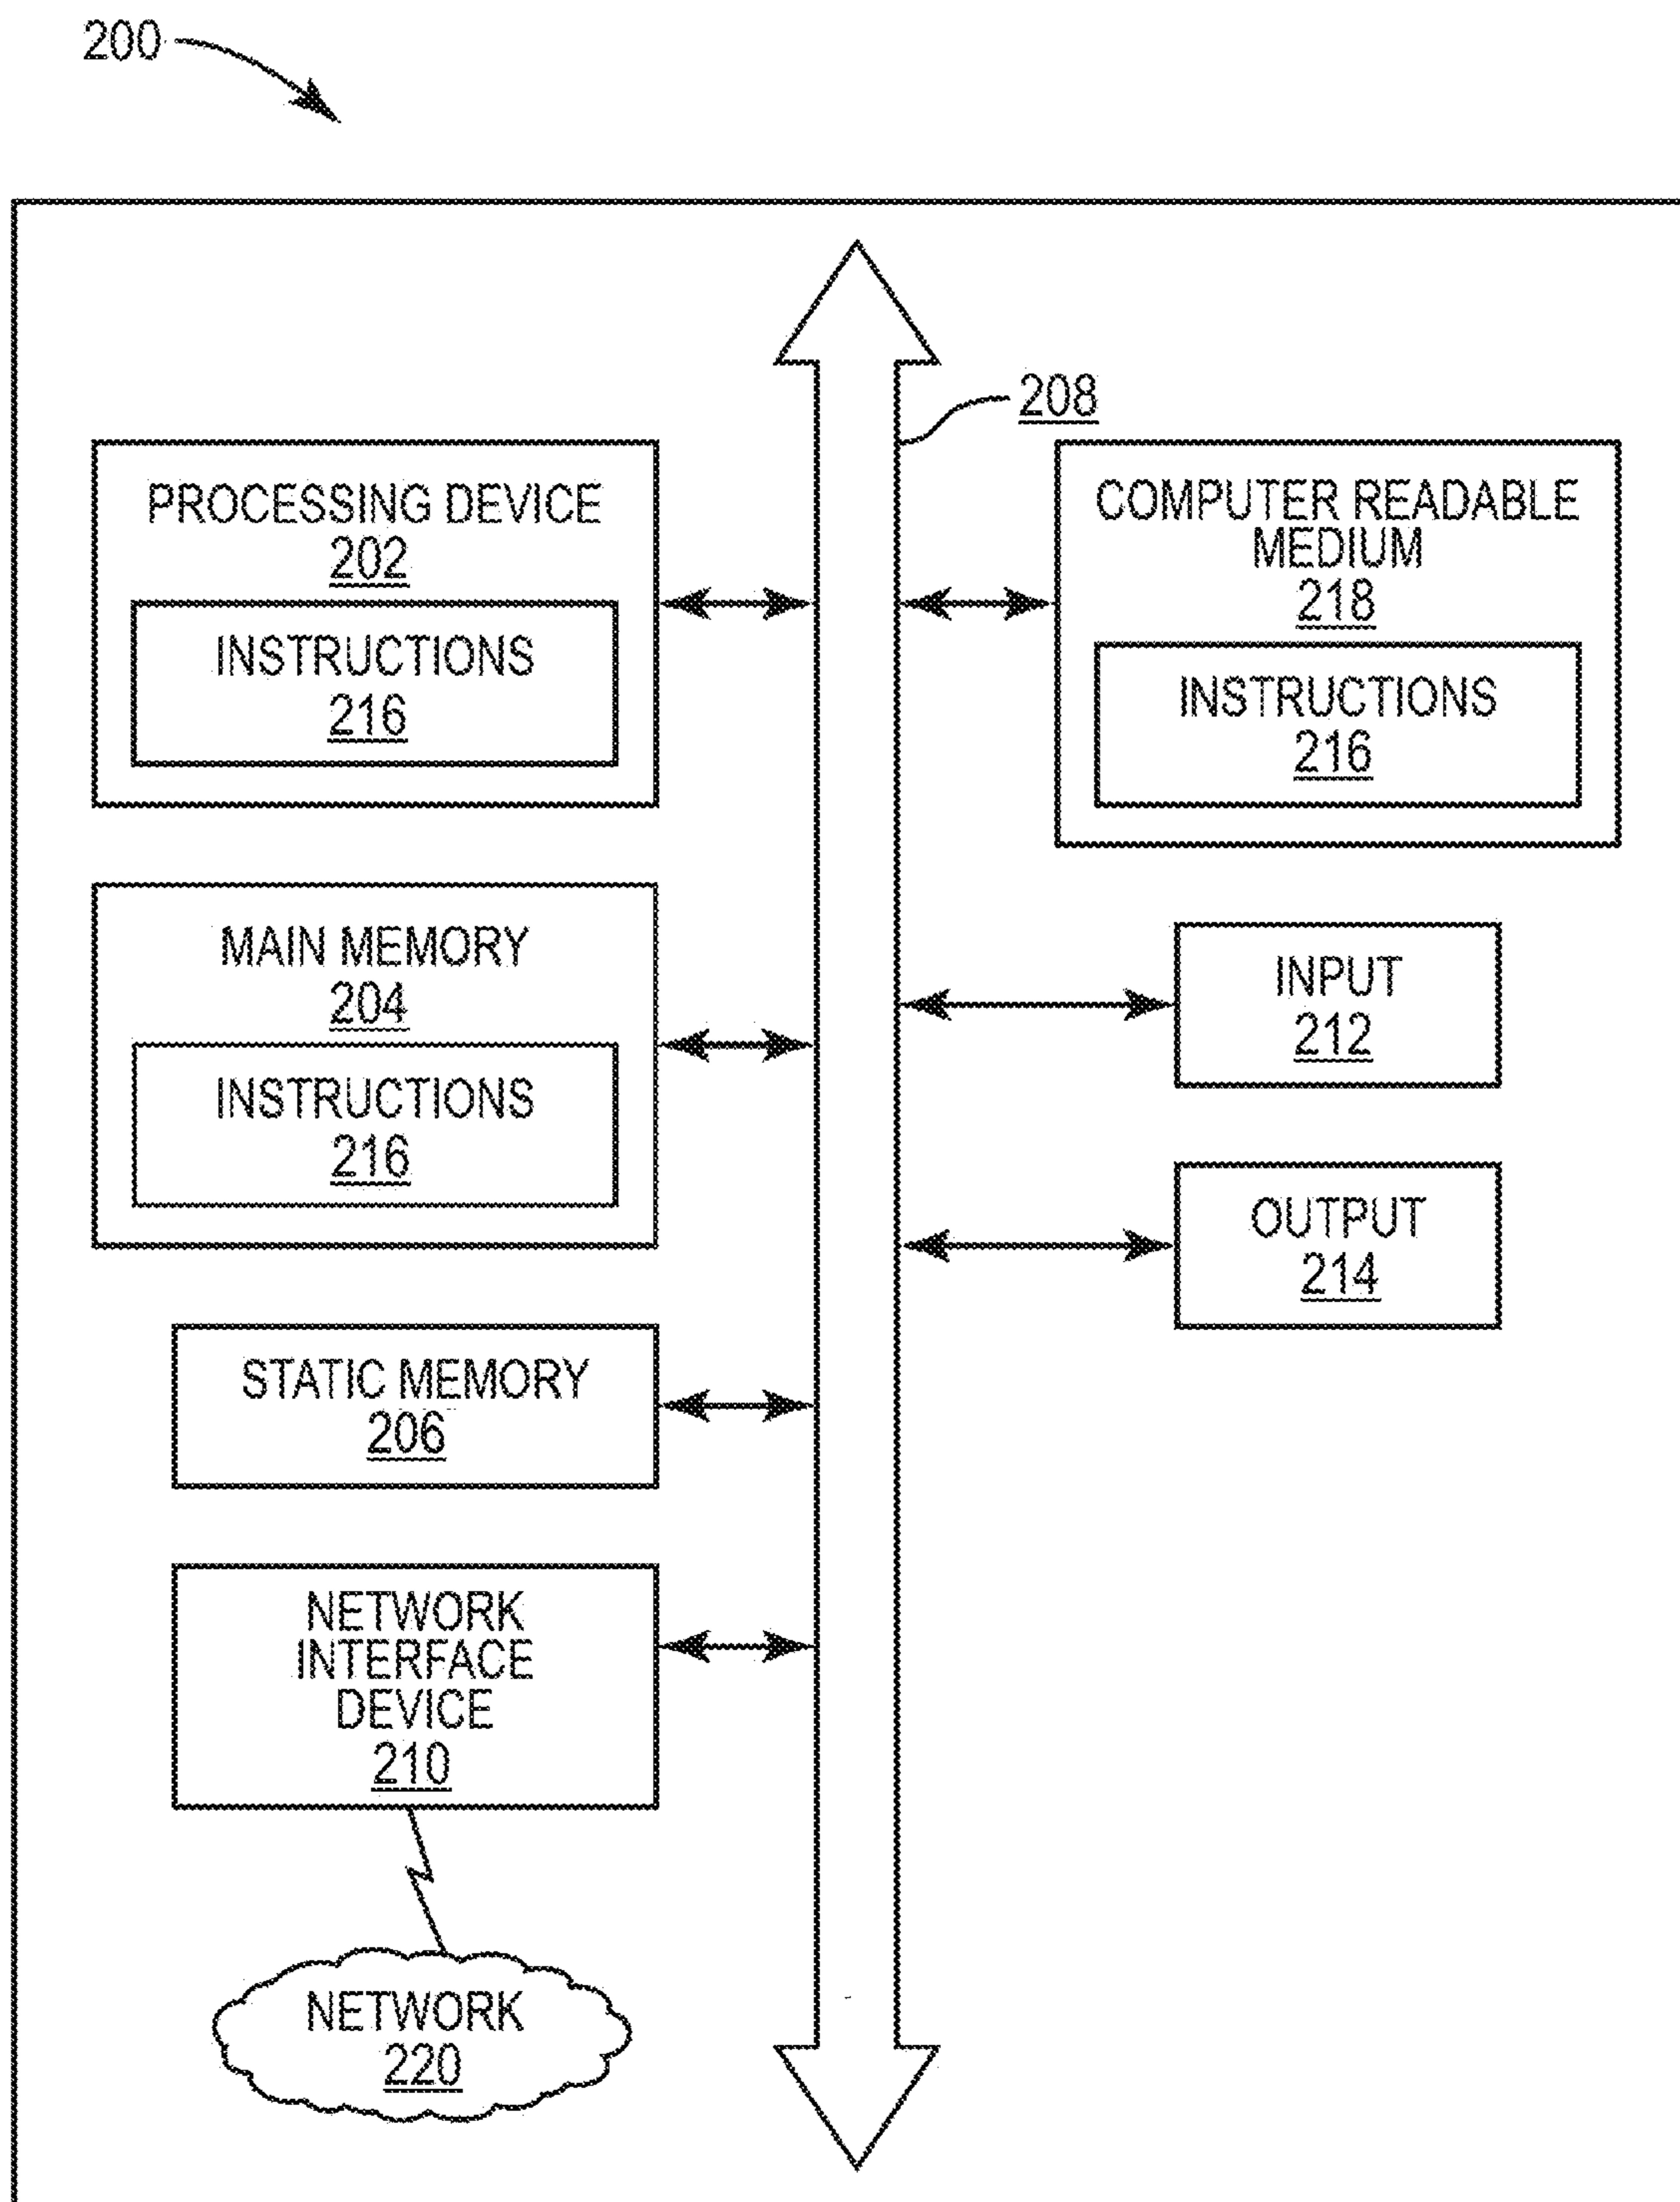 200
208
PROCESSING DEVICE
202
INSTRUCTIONS
216
COMPUTER READABLE
MEDIUM
218
INSTRUCTIONS
216
MAIN MEMORY
204
INSTRUCTIONS
216
INPUT
212
OUTPUT
214
STATIC MEMORY
206
NETWORK
INTERFACE
DEVICE
210
NETWORK
220